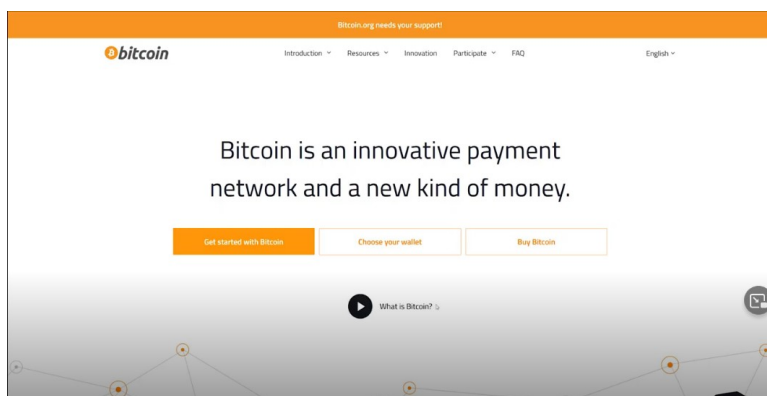 Bitcoin.org needs your support!
bitcoin
Introduction
Resources
Innovation
Participate
FAQ
English
Bitcoin is an innovative payment
network and a new kind of money.
Get started with Bitcoin
Choose your wallet
Buy Bitcoin
What is Bitcoin?